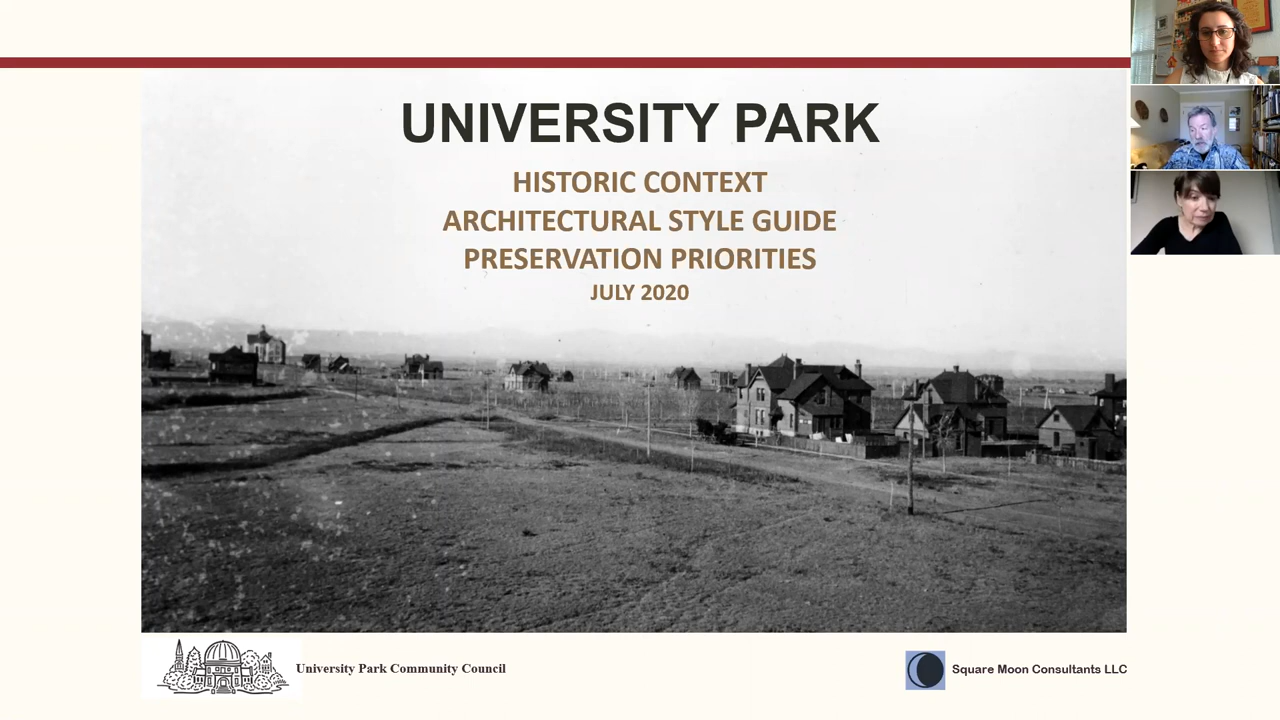 UNIVERSITY PARK
HISTORIC CONTEXT
ARCHITECTURAL STYLE GUIDE
PRESERVATION PRIORITIES
JULY 2020
University Park Community Council
Square Moon Consultants LLC